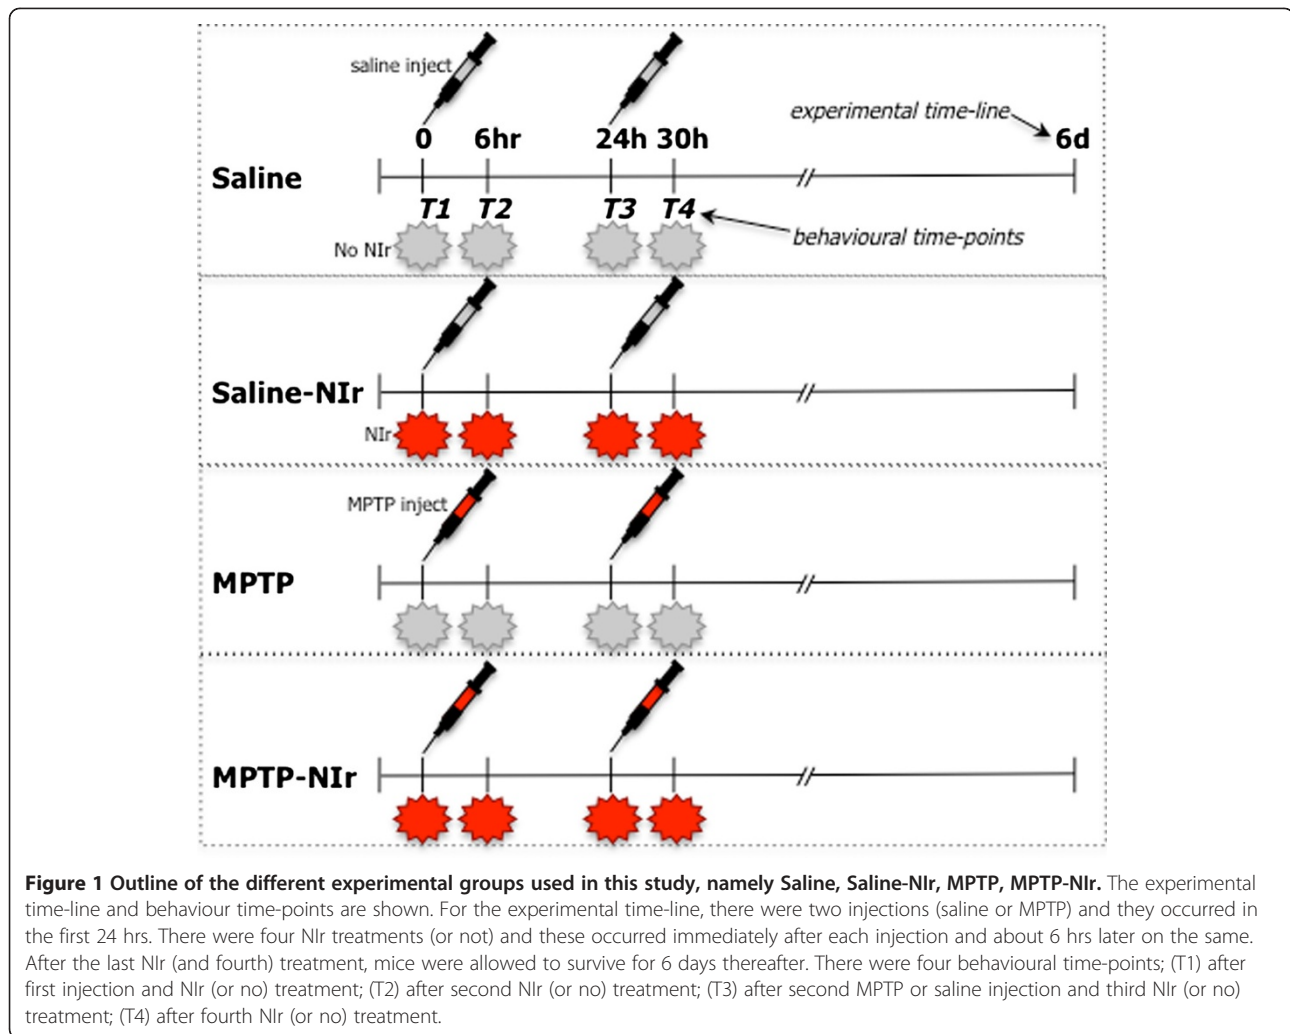 saline inject
experimental time-line
0 6hr 24h 30h 6d
Saline
T1 T2 T3 T4
behavioural time-points
No NIr
Saline-NIr
NIr
MPTP inject
MPTP
MPTP-NIr
Figure 1 Outline of the different experimental groups used in this study, namely Saline, Saline-NIr, MPTP, MPTP-NIr. The experimental
time-line and behaviour time-points are shown. For the experimental time-line, there were two injections (saline or MPTP) and they occurred in
the first 24 hrs. There were four NIr treatments (or not) and these occurred immediately after each injection and about 6 hrs later on the same.
After the last NIr (and fourth) treatment, mice were allowed to survive for 6 days thereafter. There were four behavioural time-points; (T1) after
first injection and NIr (or no) treatment; (T2) after second NIr (or no) treatment; (T3) after second MPTP or saline injection and third NIr (or no)
treatment; (T4) after fourth NIr (or no) treatment.